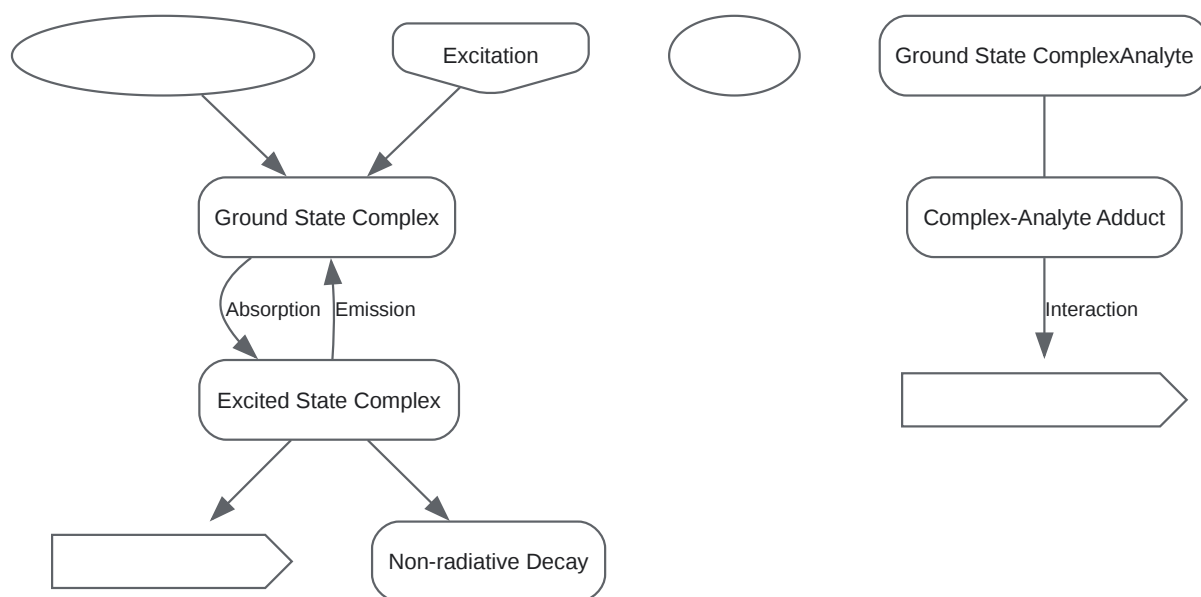 Excitation
Ground State ComplexAnalyte
Ground State Complex
Complex-Analyte Adduct
Absorption
Emission
Interaction
Excited State Complex
Non-radiative Decay